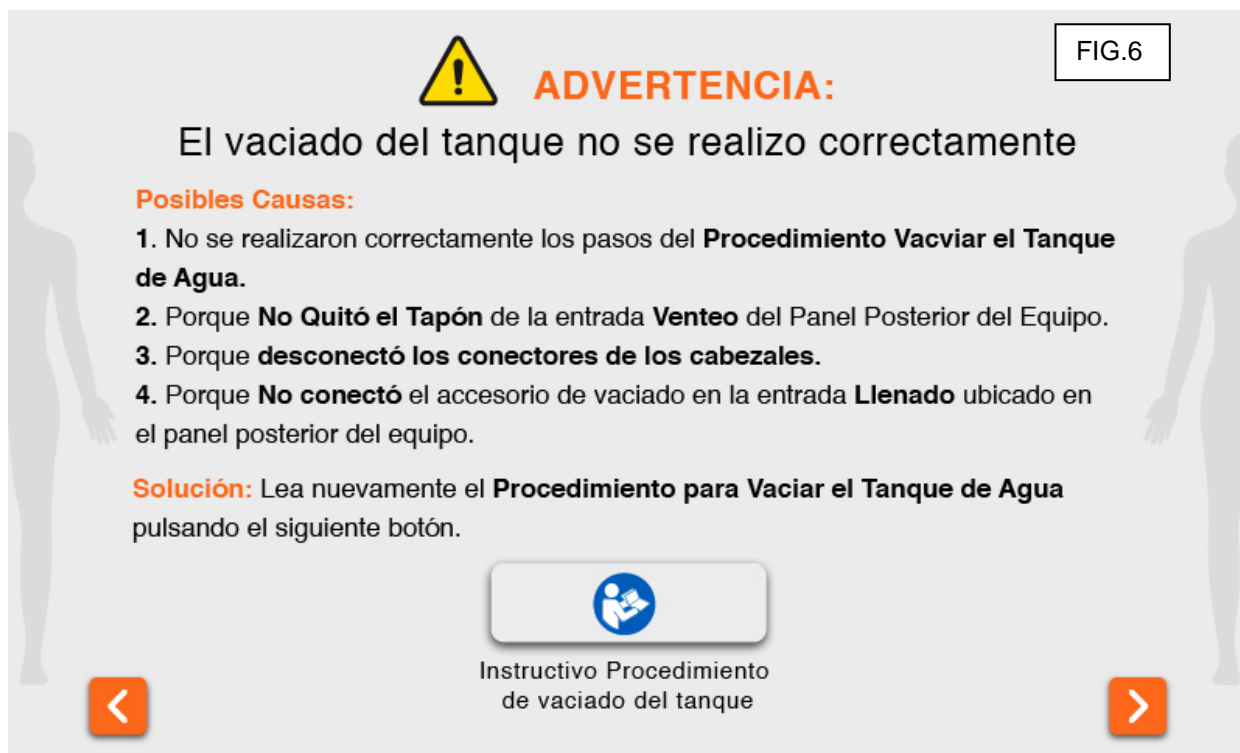 FIG.6
ADVERTENCIA:
El vaciado del tanque no se realizo correctamente
Posibles Causas:
1. No se realizaron correctamente los pasos del Procedimiento Vacviar el Tanque
de Agua.
2. Porque No Quitó el Tapón de la entrada Venteo del Panel Posterior del Equipo.
3. Porque desconectó los conectores de los cabezales.
4. Porque No conectó el accesorio de vaciado en la entrada Llenado ubicado en
el panel posterior del equipo.
Solución: Lea nuevamente el Procedimiento para Vaciar el Tanque de Agua
pulsando el siguiente botón.
Instructivo Procedimiento
de vaciado del tanque